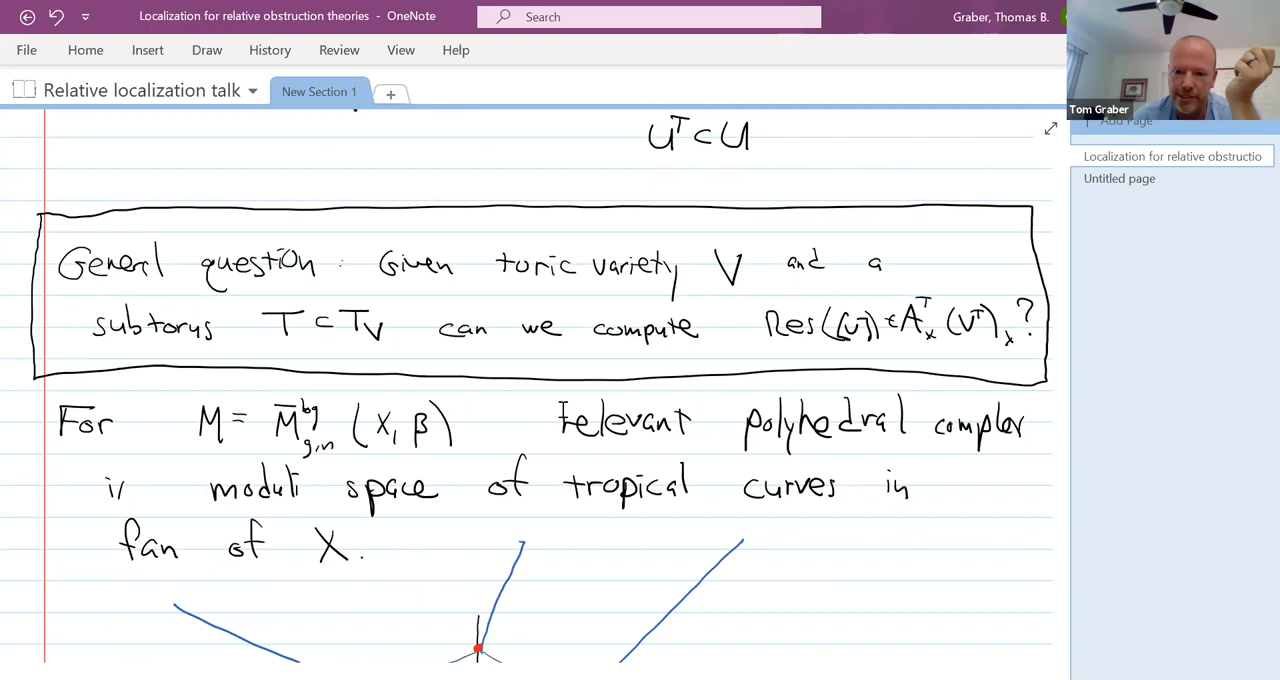 Localization for relative obstruction theories - OneNote
Search
Graber, Thomas B.
File Home Insert Draw History Review View Help
Relative localization talk
New Section 1
Tom Graber
Add Page
Localization for relative obstructio
Untitled page
U^T ⊂ U
General question: Given toric variety V and a
subtorus T ⊂ T_V can we compute Res([V]) ∈ A_*^T (V^T)_x?
For M = M̅^{log}_{g,n} (X, β) relevant polyhedral complex
is moduli space of tropical curves in
fan of X.